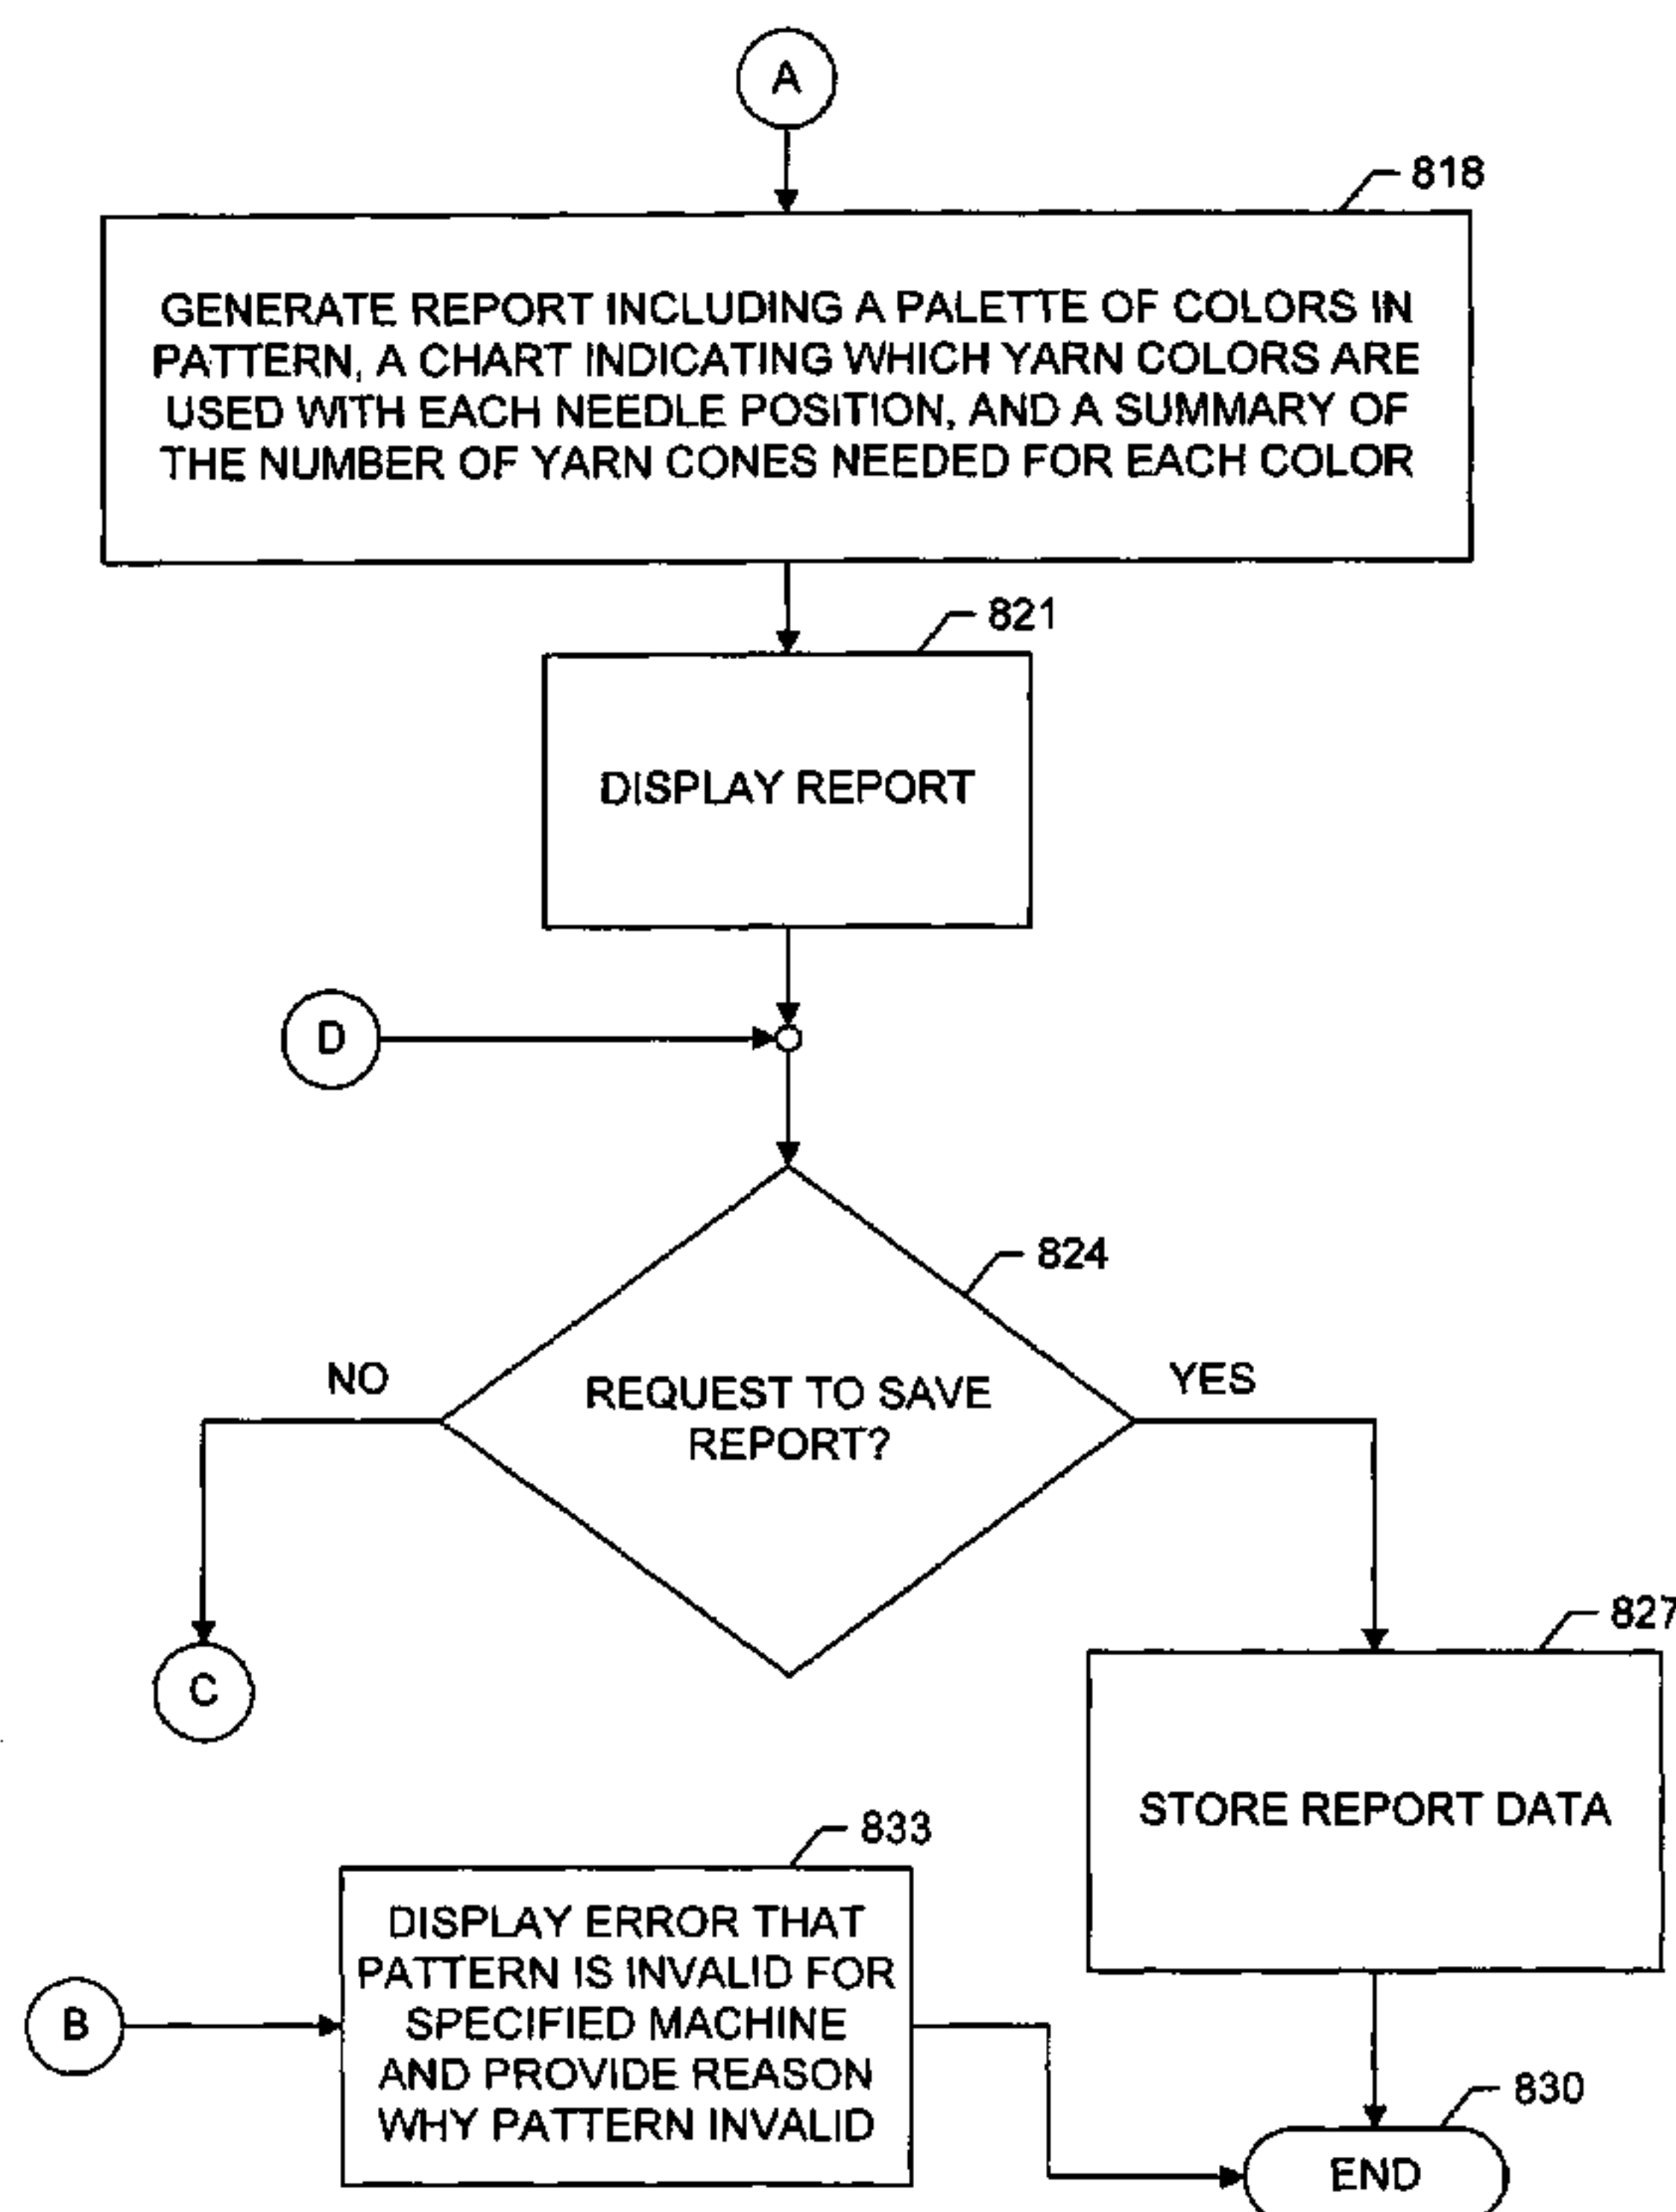 A
818
GENERATE REPORT INCLUDING A PALETTE OF COLORS IN
PATTERN, A CHART INDICATING WHICH YARN COLORS ARE
USED WITH EACH NEEDLE POSITION, AND A SUMMARY OF
THE NUMBER OF YARN CONES NEEDED FOR EACH COLOR
821
DISPLAY REPORT
D
824
NO
REQUEST TO SAVE
REPORT?
YES
827
C
STORE REPORT DATA
833
DISPLAY ERROR THAT
PATTERN IS INVALID FOR
SPECIFIED MACHINE
AND PROVIDE REASON
WHY PATTERN INVALID
B
830
END